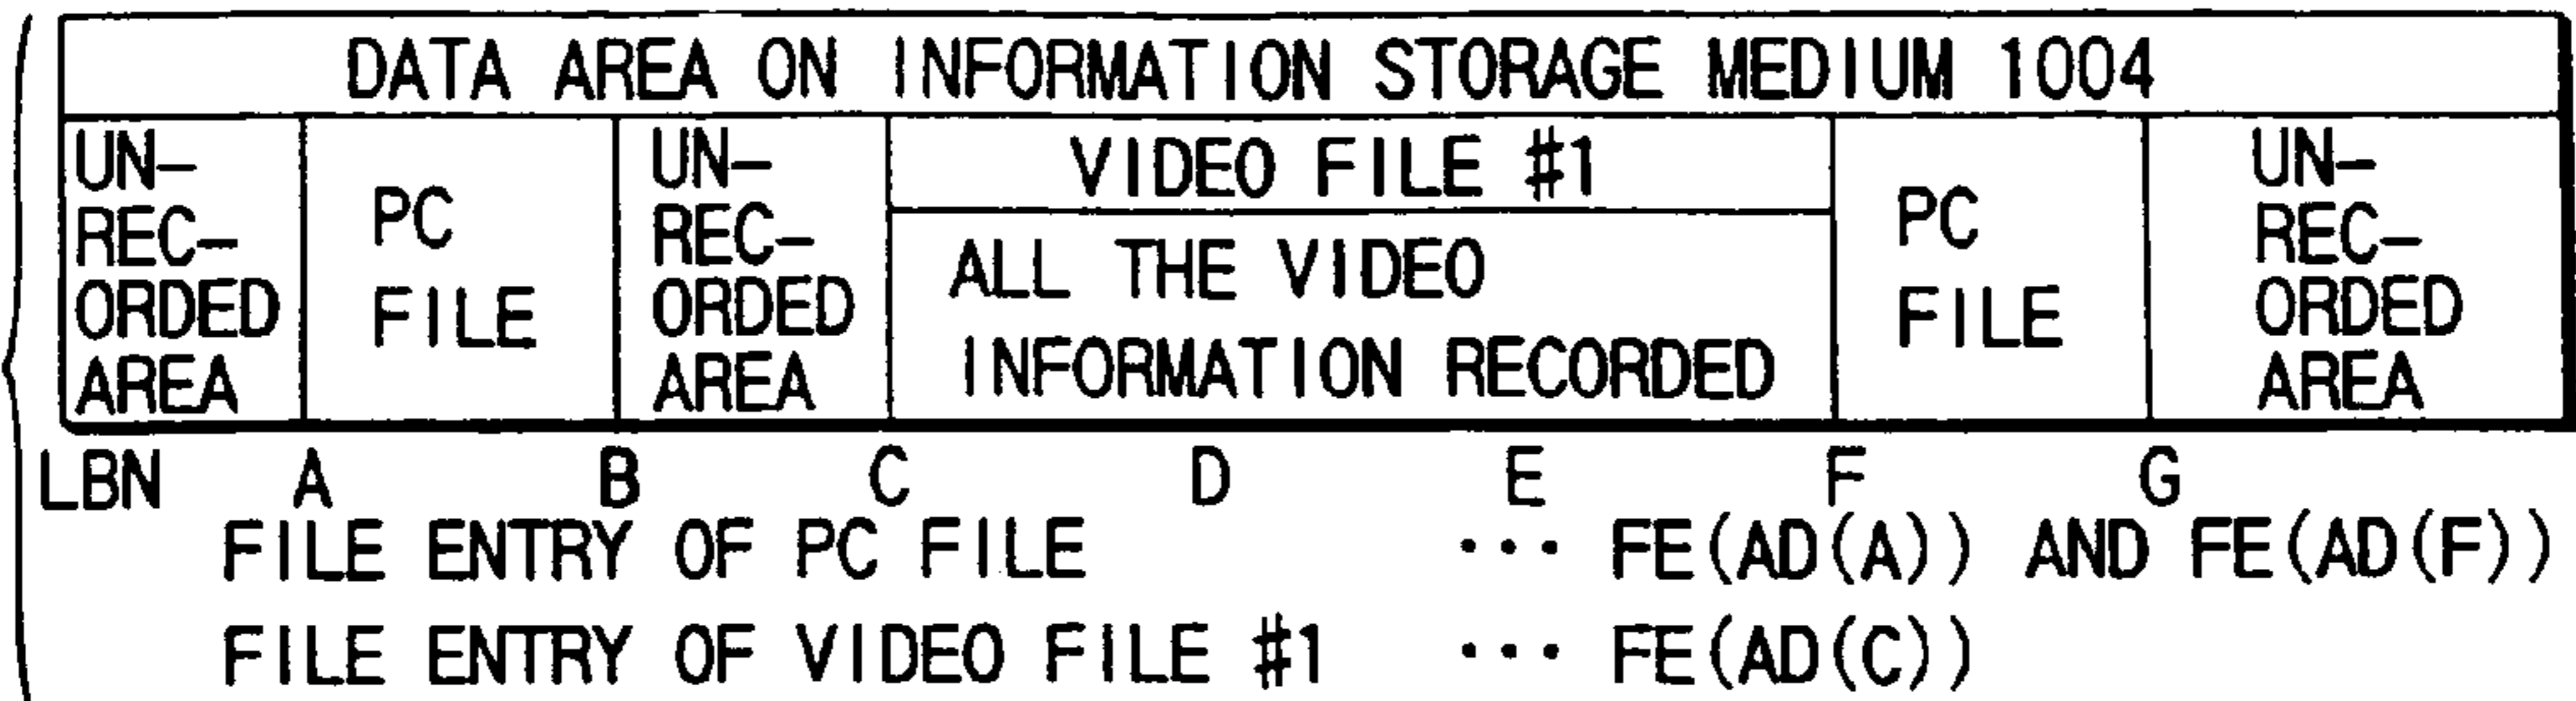 DATA AREA ON INFORMATION STORAGE MEDIUM 1004
UN-
REC-
ORDED
AREA
PC
FILE
UN-
REC-
ORDED
AREA
VIDEO FILE #1
ALL THE VIDEO
INFORMATION RECORDED
PC
FILE
UN-
REC-
ORDED
AREA
LBN A B C D E F G
FILE ENTRY OF PC FILE ··· FE(AD(A)) AND FE(AD(F))
FILE ENTRY OF VIDEO FILE #1 ··· FE(AD(C))